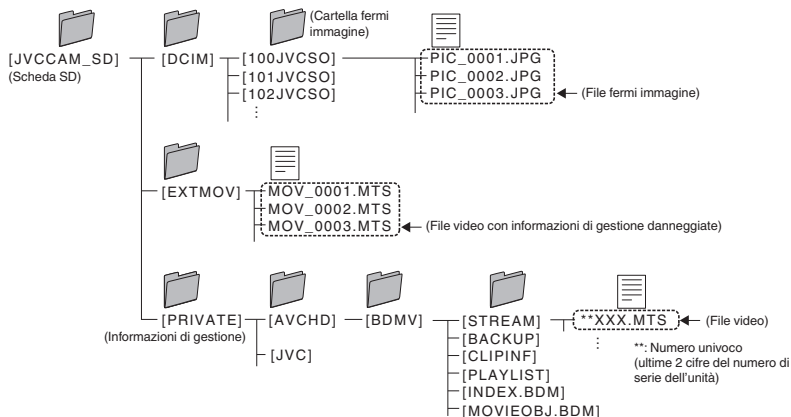 (Cartella fermi
immagine)
[JVCCAM_SD]
(Scheda SD)
[DCIM]
[100JVCSO]
[101JVCSO]
[102JVCSO]
PIC_0001.JPG
PIC_0002.JPG
PIC_0003.JPG
(File fermi immagine)
[EXTMOV]
MOV_0001.MTS
MOV_0002.MTS
MOV_0003.MTS
(File video con informazioni di gestione danneggiate)
[PRIVATE]
(Informazioni di gestione)
[AVCHD]
[JVC]
[BDMV]
[STREAM]
[BACKUP]
[CLIPINF]
[PLAYLIST]
[INDEX.BDM]
[MOVIEOBJ.BDM]
**XXX.MTS
(File video)
**: Numero univoco
(ultime 2 cifre del numero di
serie dell'unità)